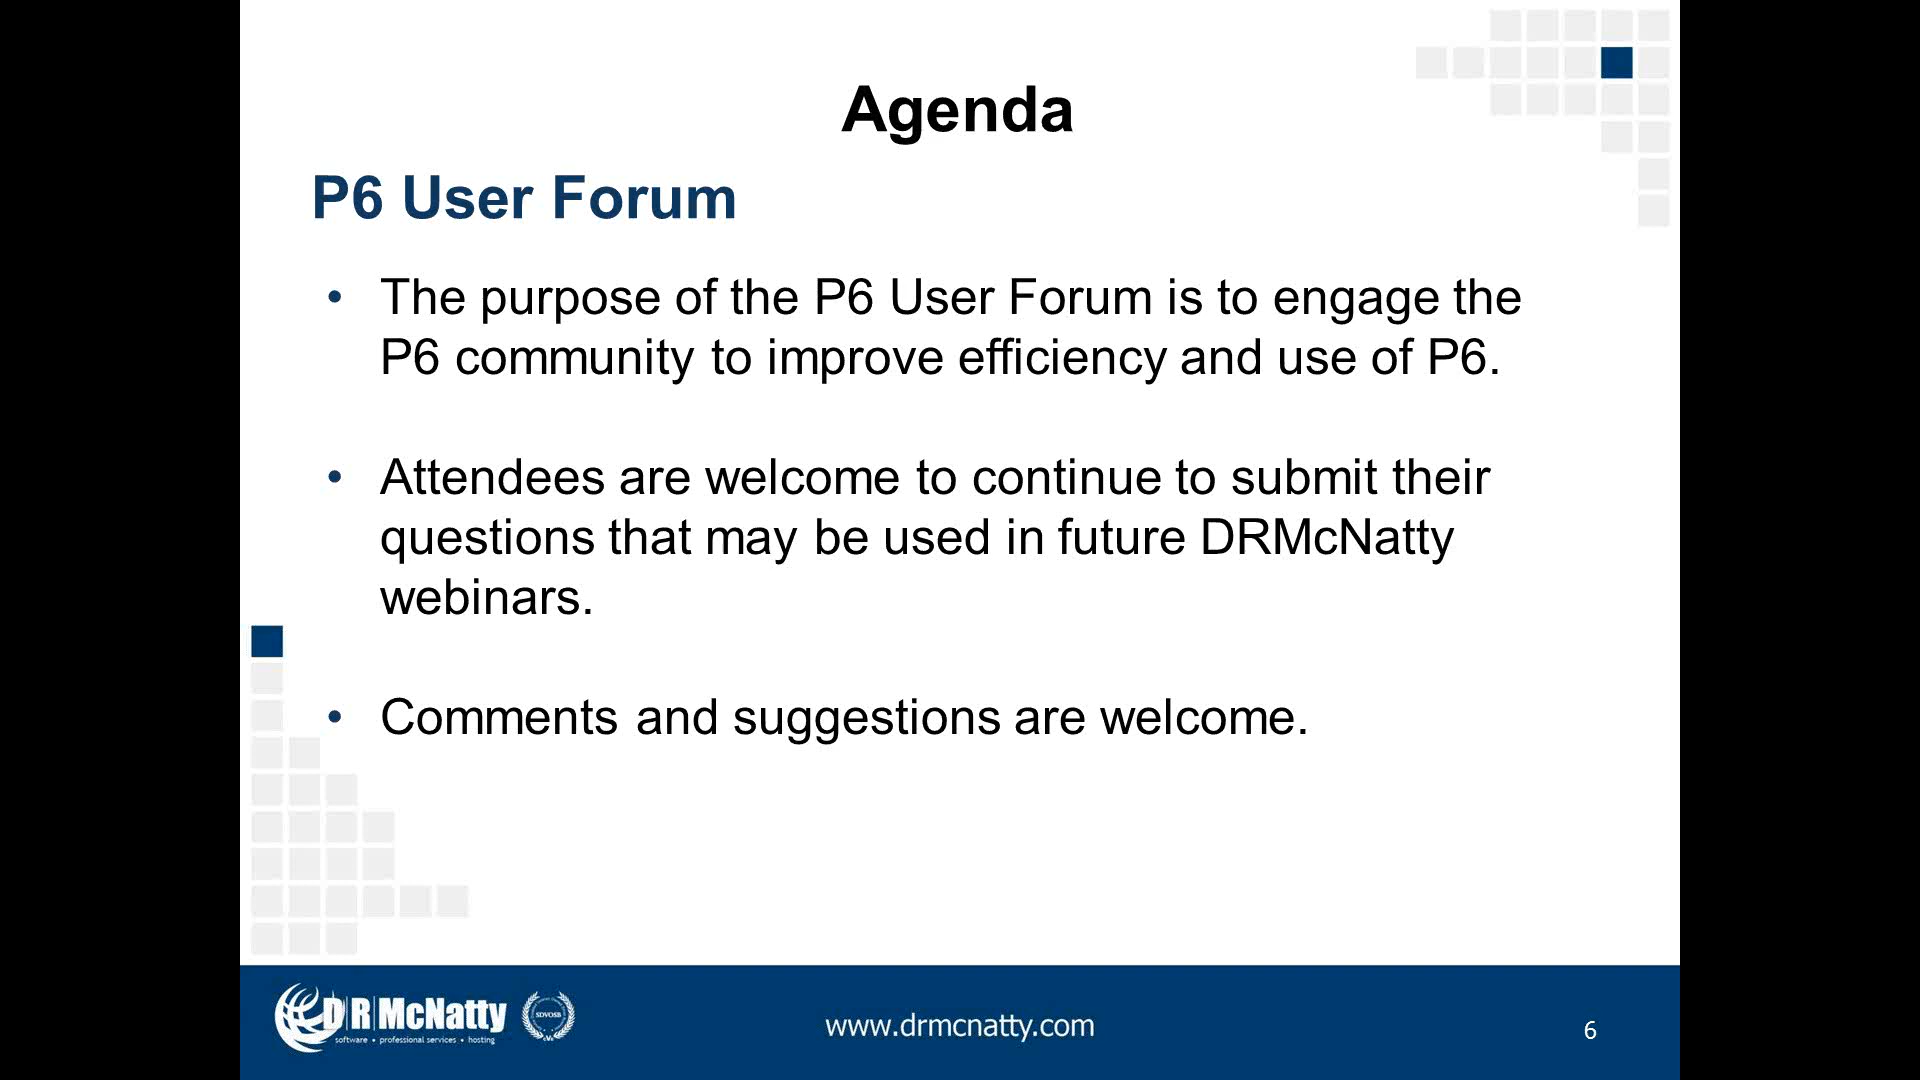 Agenda
P6 User Forum
• The purpose of the P6 User Forum is to engage the
P6 community to improve efficiency and use of P6.
• Attendees are welcome to continue to submit their
questions that may be used in future DRMcNatty
webinars.
• Comments and suggestions are welcome.
D|R|McNatty
software • professional services • hosting
SDVOSB
www.drmcnatty.com
6